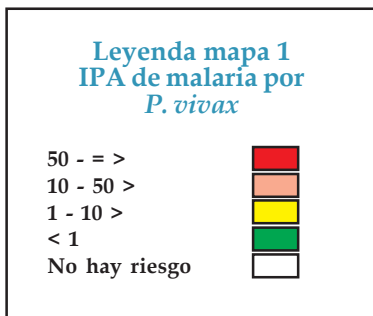 Leyenda mapa 1
IPA de malaria por
P. vivax
50 - = >
10 - 50 >
1 - 10 >
< 1
No hay riesgo